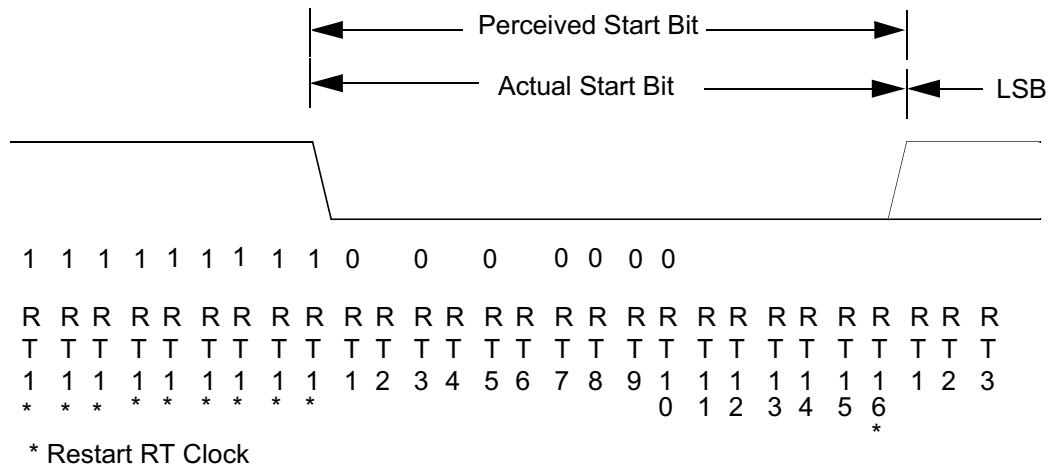 Perceived Start Bit
Actual Start Bit
LSB
1 1 1 1 1 1 1 1 1 0 0 0 0 0 0 0
R R R R R R R R R R R R R R R R R R R R R R R R R R R R
T T T T T T T T T T T T T T T T T T T T T T T T T T T T
1 1 1 1 1 1 1 1 1 1 2 3 4 5 6 7 8 9 1 1 1 1 1 1 1 1 2 3
* * * * * * * * * 0 1 2 3 4 5 6
*
* Restart RT Clock